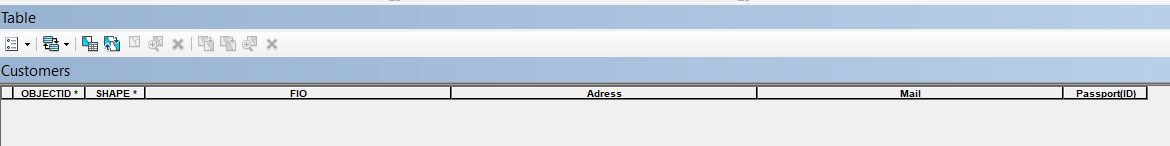 Table
Customers
OBJECTID * SHAPE * FIO Adress Mail Passport(ID)